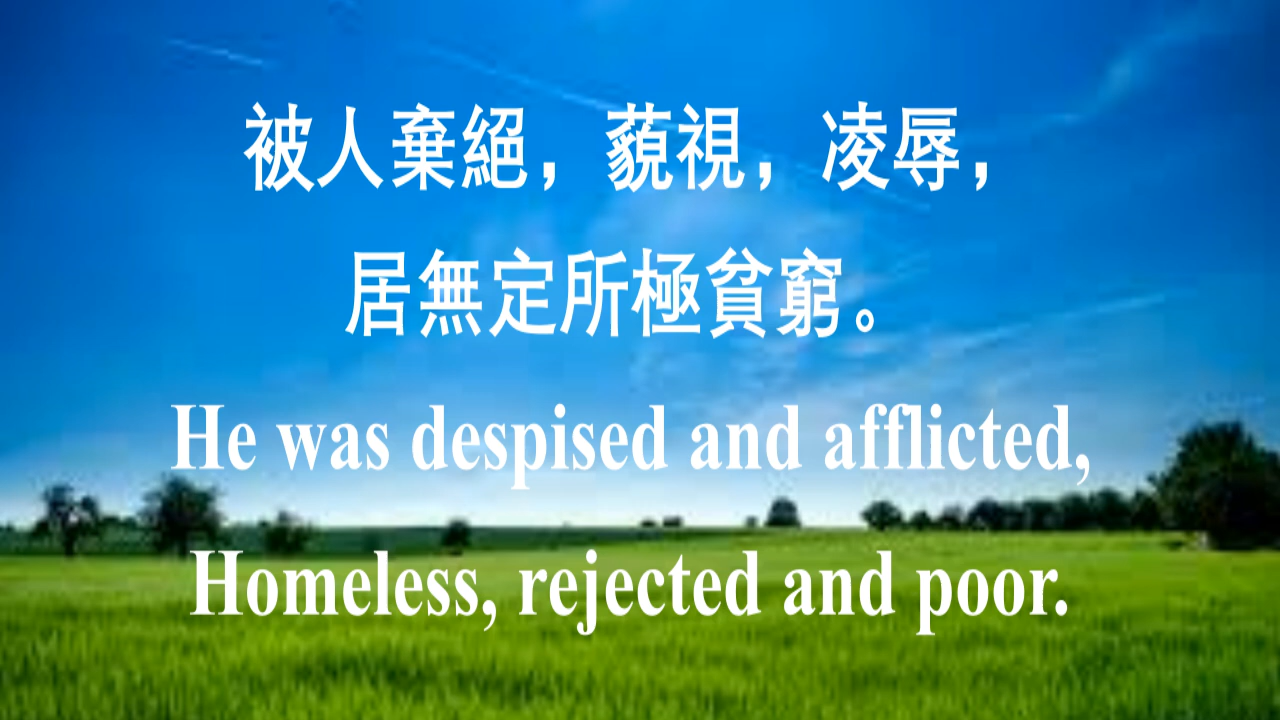 被人棄絕，藐視，凌辱，
居無定所極貧窮。
He was despised and afflicted,
Homeless, rejected and poor.